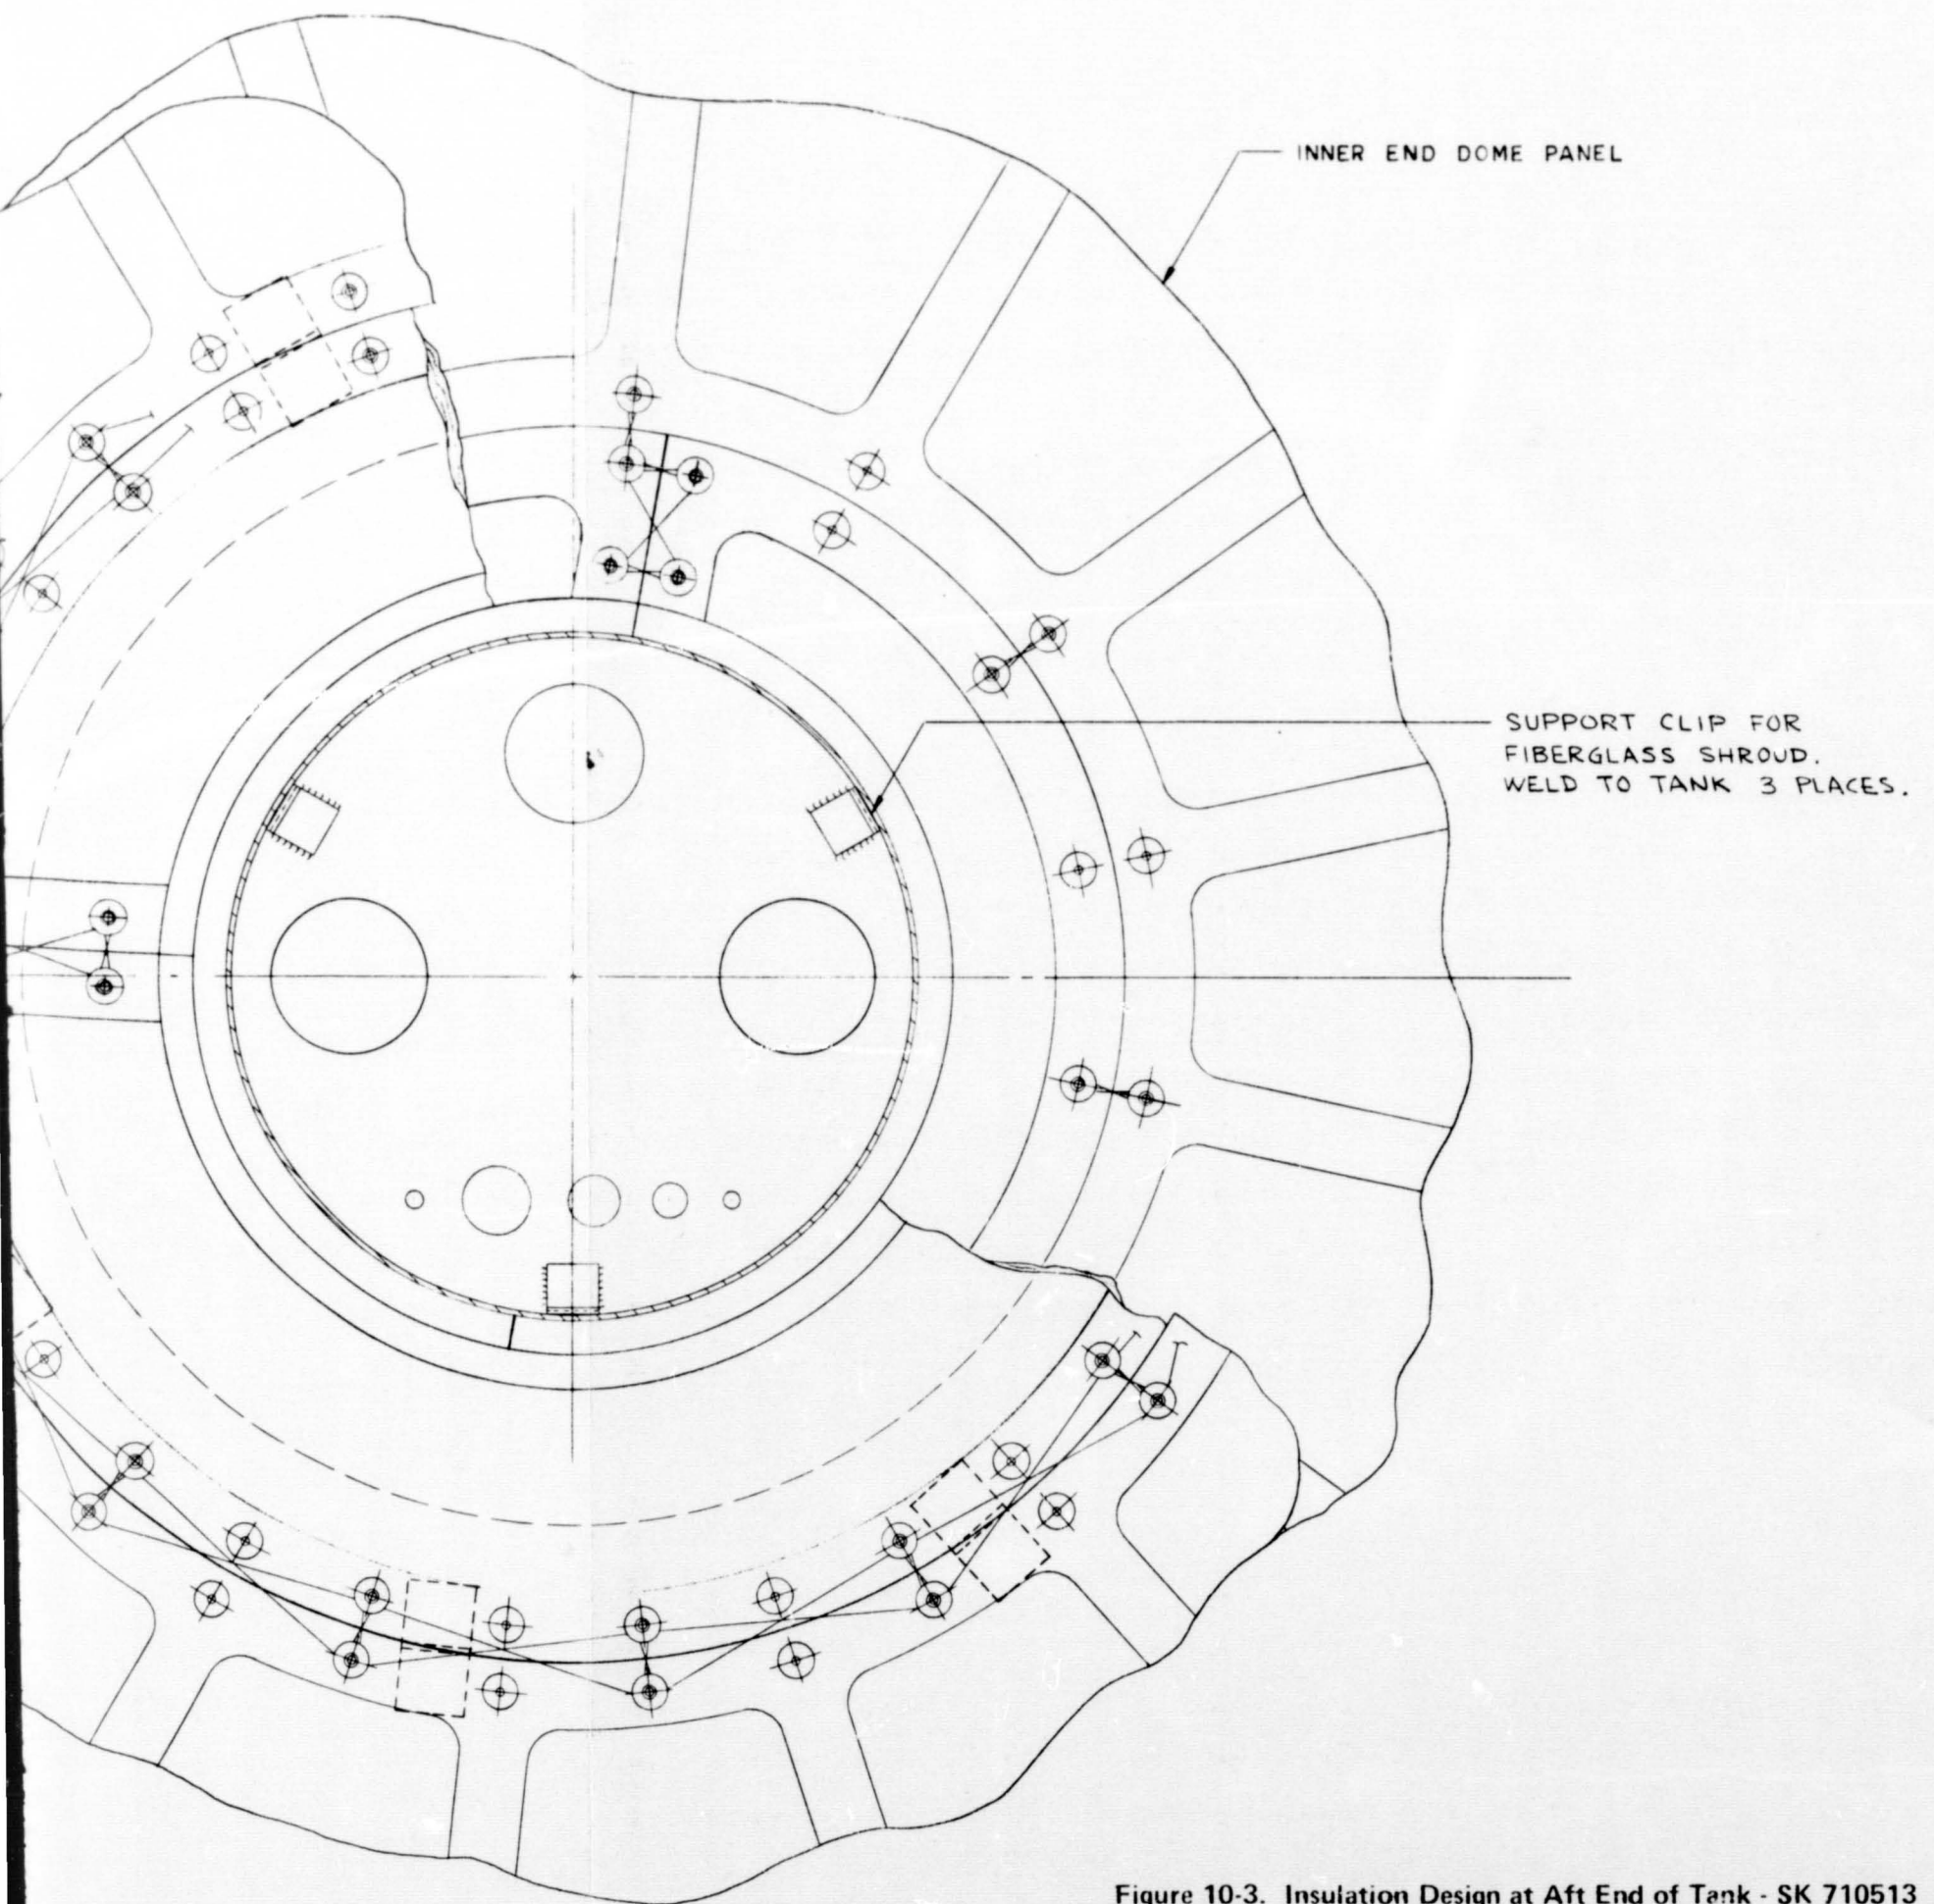 INNER END DOME PANEL
SUPPORT CLIP FOR
FIBERGLASS SHROUD.
WELD TO TANK 3 PLACES.
Figure 10-3. Insulation Design at Aft End of Tank - SK 710513